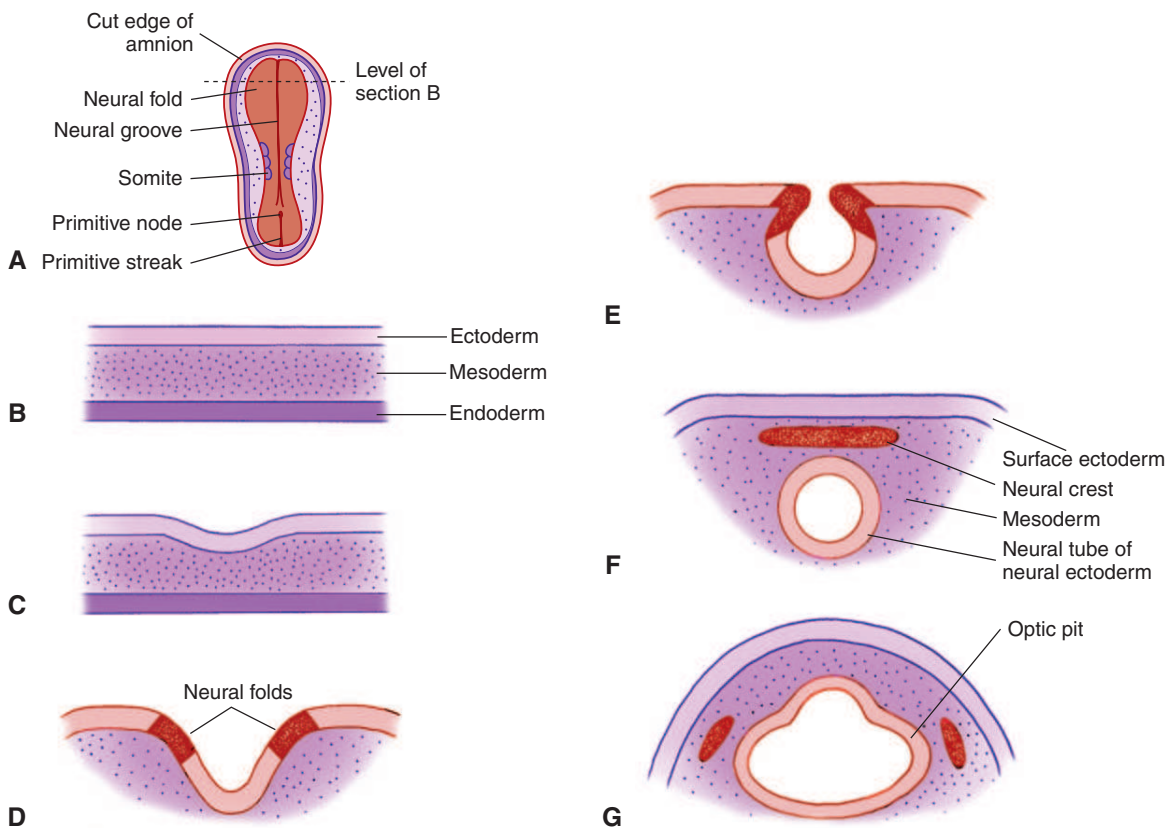 Cut edge of
amnion
Level of
section B
Neural fold
Neural groove
Somite
Primitive node
Primitive streak
A
Ectoderm
Mesoderm
Endoderm
B
C
Neural folds
D
E
Surface ectoderm
Neural crest
Mesoderm
Neural tube of
neural ectoderm
F
Optic pit
G